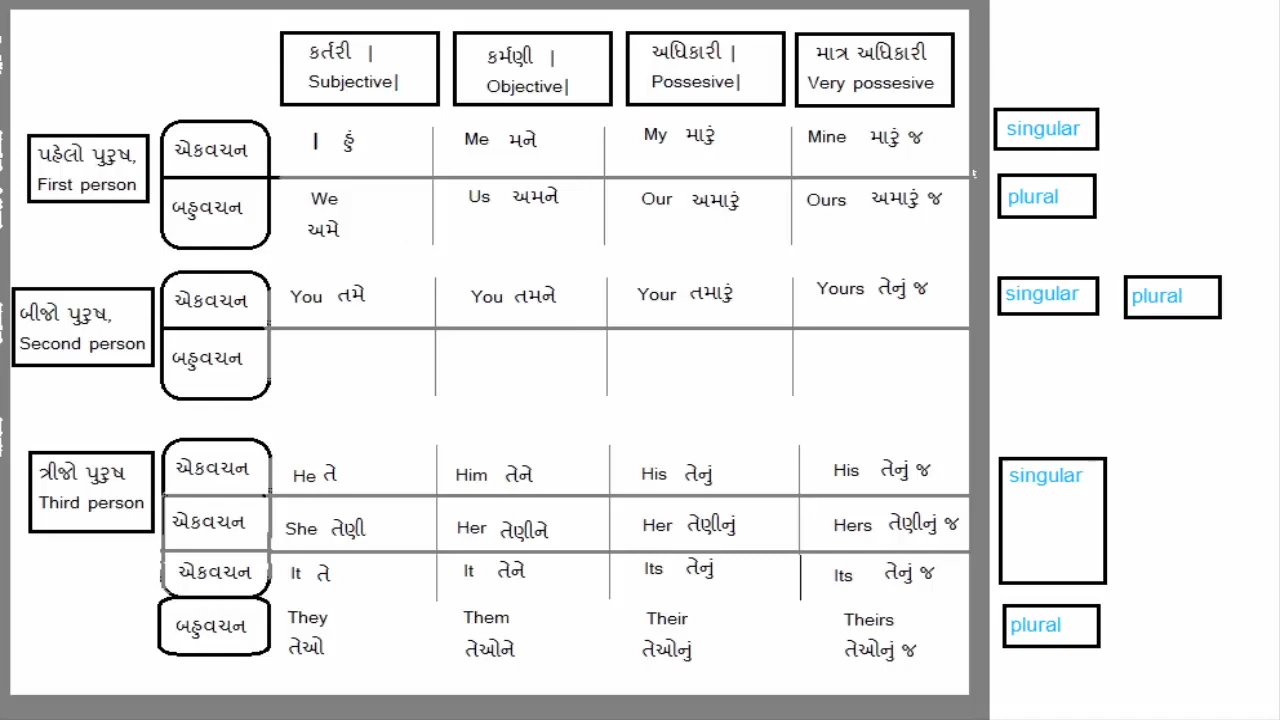 કર્તરી |
Subjective|
કર્મણી |
Objective|
અધિકારી |
Possesive|
માત્ર અધિકારી
Very possesive
પહેલો પુરુષ,
First person
એકવચન
I હું
Me મને
My મારું
Mine મારું જ
singular
બહુવચન
We
અમે
Us અમને
Our અમારું
Ours અમારું જ
plural
બીજો પુરુષ,
Second person
એકવચન
You તમે
You તમને
Your તમારું
Yours તેનું જ
singular
plural
બહુવચન
ત્રીજો પુરુષ
Third person
એકવચન
He તે
Him તેને
His તેનું
His તેનું જ
singular
એકવચન
She તેણી
Her તેણીને
Her તેણીનું
Hers તેણીનું જ
એકવચન
It તે
It તેને
Its તેનું
Its તેનું જ
બહુવચન
They
તેઓ
Them
તેઓને
Their
તેઓનું
Theirs
તેઓનું જ
plural